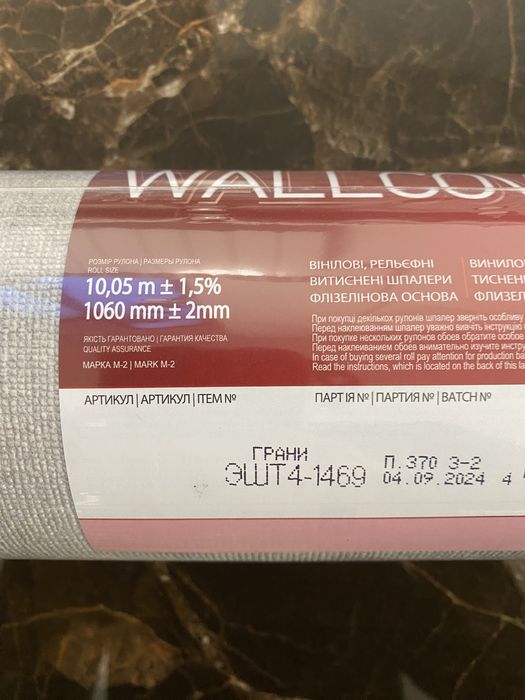 WALLCO
РОЗМІР РУЛОНА | РАЗМЕРЫ РУЛОНА
ROLL SIZE
10,05 m ± 1,5%
1060 mm ± 2mm
ЯКІСТЬ ГАРАНТОВАНО | ГАРАНТИЯ КАЧЕСТВА
QUALITY ASSURANCE
МАРКА М-2 | MARK M-2
ВІНІЛОВІ, РЕЛЬЄФНІ
ВИТИСНЕНІ ШПАЛЕРИ
ФЛІЗЕЛІНОВА ОСНОВА
ВИНИЛО
ТИСНЕН
ФЛИЗЕЛ
При покупці декількох рулонів шпалер зверніть особливу
Перед наклеюванням шпалер уважно вивчіть інструкцію
При покупке нескольких рулонов обоев обратите особое
Перед наклеиванием обоев внимательно изучите инстру
In case of buying several roll pay attention for production ba
Read the instructions, which is located on the back of this la
АРТИКУЛ | АРТИКУЛ | ITEM №
ПАРТІЯ № | ПАРТИЯ № | BATCH №
ГРАНИ
ЭШТ4-1469
П.370 З-2
04.09.2024 4